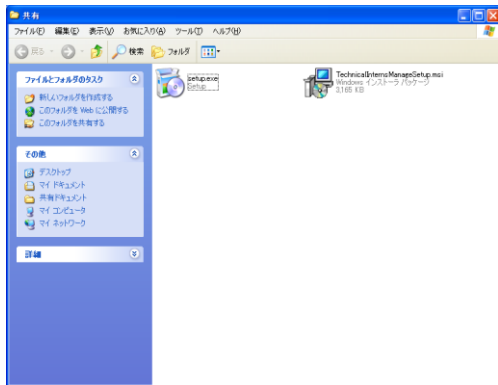 共有
ファイル(F) 編集(E) 表示(V) お気に入り(A) ツール(T) ヘルプ(H)
戻る 検索 フォルダ
ファイルとフォルダのタスク
新しいフォルダを作成する
このフォルダを Web に公開する
このフォルダを共有する
その他
デスクトップ
マイ ドキュメント
共有ドキュメント
マイ コンピュータ
マイ ネットワーク
詳細
setup.exe
Setup
TechnicalInternsManageSetup.msi
Windows インストーラ パッケージ
3,165 KB